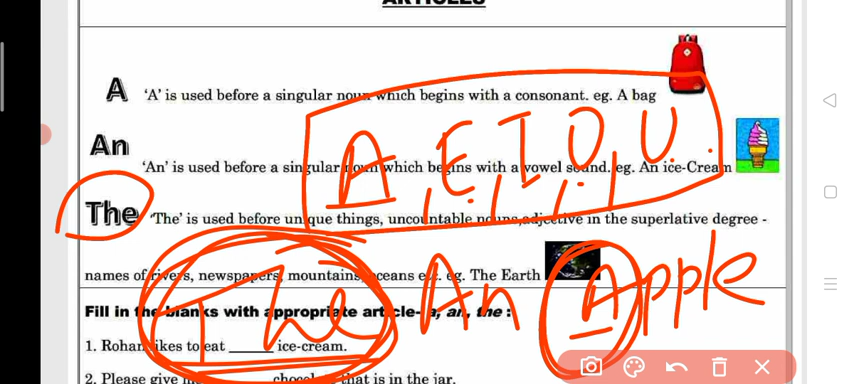 ARTICLES
A 'A' is used before a singular noun which begins with a consonant. eg. A bag
A, E, I, O, U
An
'An' is used before a singular noun which begins with a vowel sound. eg. An ice-Cream
The 'The' is used before unique things, uncountable nouns,adjective in the superlative degree -
names of rivers, newspapers, mountains, oceans etc. eg. The Earth
The An Apple
Fill in the blanks with appropriate article- a, an, the :
1. Rohan likes to eat _____ ice-cream.
2. Please give me _____ chocolate that is in the jar.